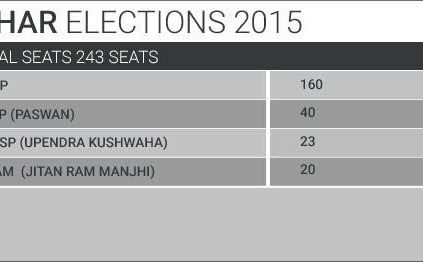 HAR ELECTIONS 2015
AL SEATS 243 SEATS
P 160
P (PASWAN) 40
SP (UPENDRA KUSHWAHA) 23
AM (JITAN RAM MANJHI) 20